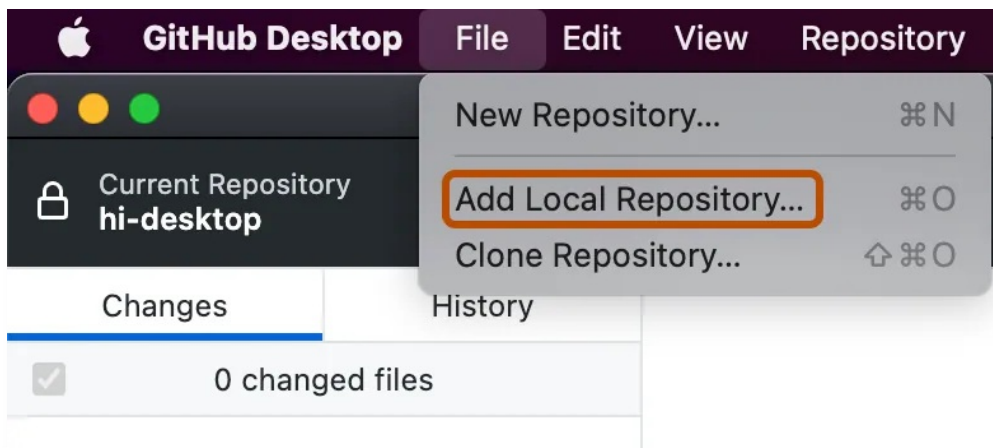 GitHub Desktop File Edit View Repository
New Repository... ⌘N
Current Repository
hi-desktop
Add Local Repository... ⌘O
Clone Repository... ⇧⌘O
Changes History
0 changed files